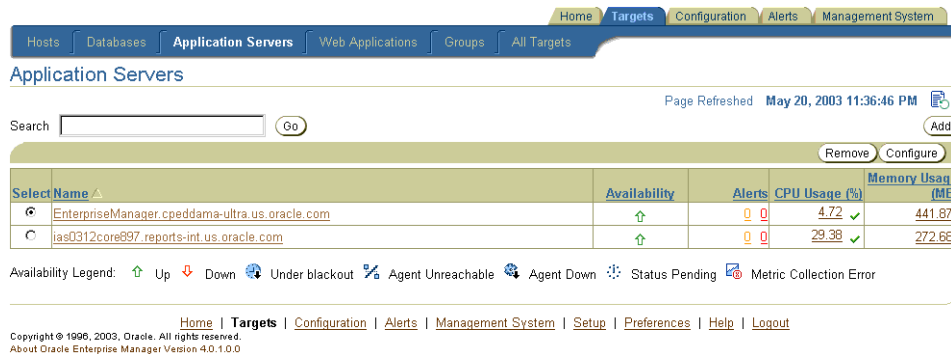 Home Targets Configuration Alerts Management System
Hosts Databases Application Servers Web Applications Groups All Targets
Application Servers
Page Refreshed May 20, 2003 11:36:46 PM
Search Go Add
Remove Configure
Memory Usag
Select Name Availability Alerts CPU Usage (%) (MB
EnterpriseManager.cpeddama-ultra.us.oracle.com 0 0 4.72 441.87
ias0312core897.reports-int.us.oracle.com 0 0 29.38 272.68
Availability Legend: Up Down Under blackout Agent Unreachable Agent Down Status Pending Metric Collection Error
Home | Targets | Configuration | Alerts | Management System | Setup | Preferences | Help | Logout
Copyright © 1996, 2003, Oracle. All rights reserved.
About Oracle Enterprise Manager Version 4.0.1.0.0